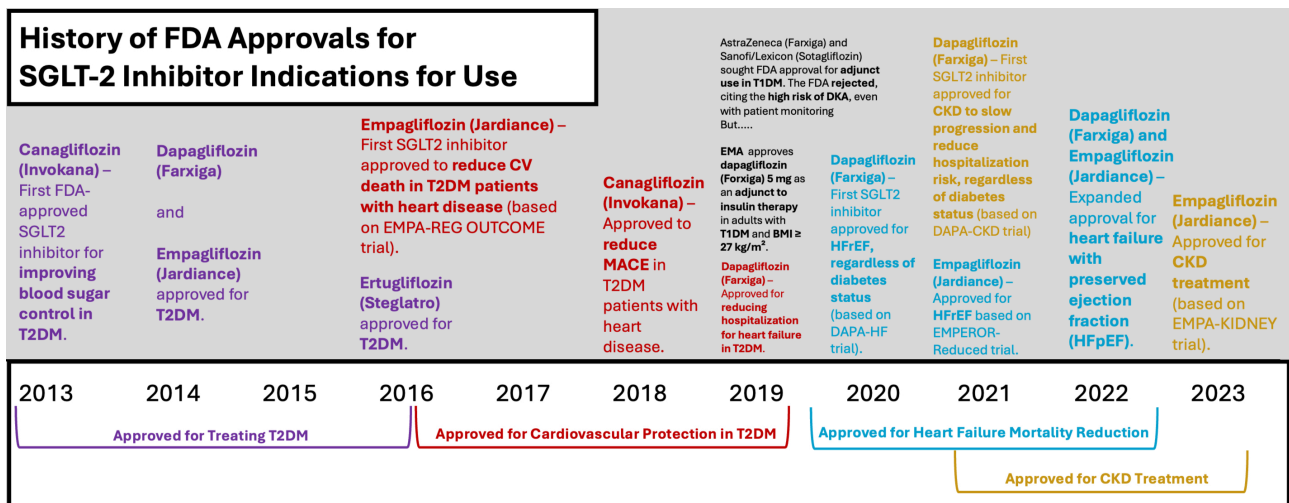 History of FDA Approvals for
SGLT-2 Inhibitor Indications for Use
Canagliflozin
(Invokana) –
First FDA-
approved
SGLT2
inhibitor for
improving
blood sugar
control in
T2DM.
Dapagliflozin
(Farxiga)
and
Empagliflozin
(Jardiance)
approved for
T2DM.
Empagliflozin (Jardiance) –
First SGLT2 inhibitor
approved to reduce CV
death in T2DM patients
with heart disease (based
on EMPA-REG OUTCOME
trial).
Ertugliflozin
(Steglatro)
approved for
T2DM.
Canagliflozin
(Invokana) –
Approved to
reduce
MACE in
T2DM
patients with
heart
disease.
AstraZeneca (Farxiga) and
Sanofi/Lexicon (Sotagliflozin)
sought FDA approval for adjunct
use in T1DM. The FDA rejected,
citing the high risk of DKA, even
with patient monitoring
But.....
EMA approves
dapagliflozin
(Forxiga) 5 mg as
an adjunct to
insulin therapy
in adults with
T1DM and BMI ≥
27 kg/m².
Dapagliflozin
(Farxiga) –
Approved for
reducing
hospitalization
for heart failure
in T2DM.
Dapagliflozin
(Farxiga) – First
SGLT2 inhibitor
approved for
HFrEF,
regardless of
diabetes
status
(based on
DAPA-HF
trial).
Dapagliflozin
(Farxiga) – First
SGLT2 inhibitor
approved for
CKD to slow
progression and
reduce
hospitalization
risk, regardless
of diabetes
status (based on
DAPA-CKD trial)
Empagliflozin
(Jardiance) –
Approved for
HFrEF based on
EMPEROR-
Reduced trial.
Dapagliflozin
(Farxiga) and
Empagliflozin
(Jardiance) –
Expanded
approval for
heart failure
with
preserved
ejection
fraction
(HFpEF).
Empagliflozin
(Jardiance) –
Approved for
CKD
treatment
(based on
EMPA-KIDNEY
trial).
2013 2014 2015 2016 2017 2018 2019 2020 2021 2022 2023
Approved for Treating T2DM
Approved for Cardiovascular Protection in T2DM
Approved for Heart Failure Mortality Reduction
Approved for CKD Treatment